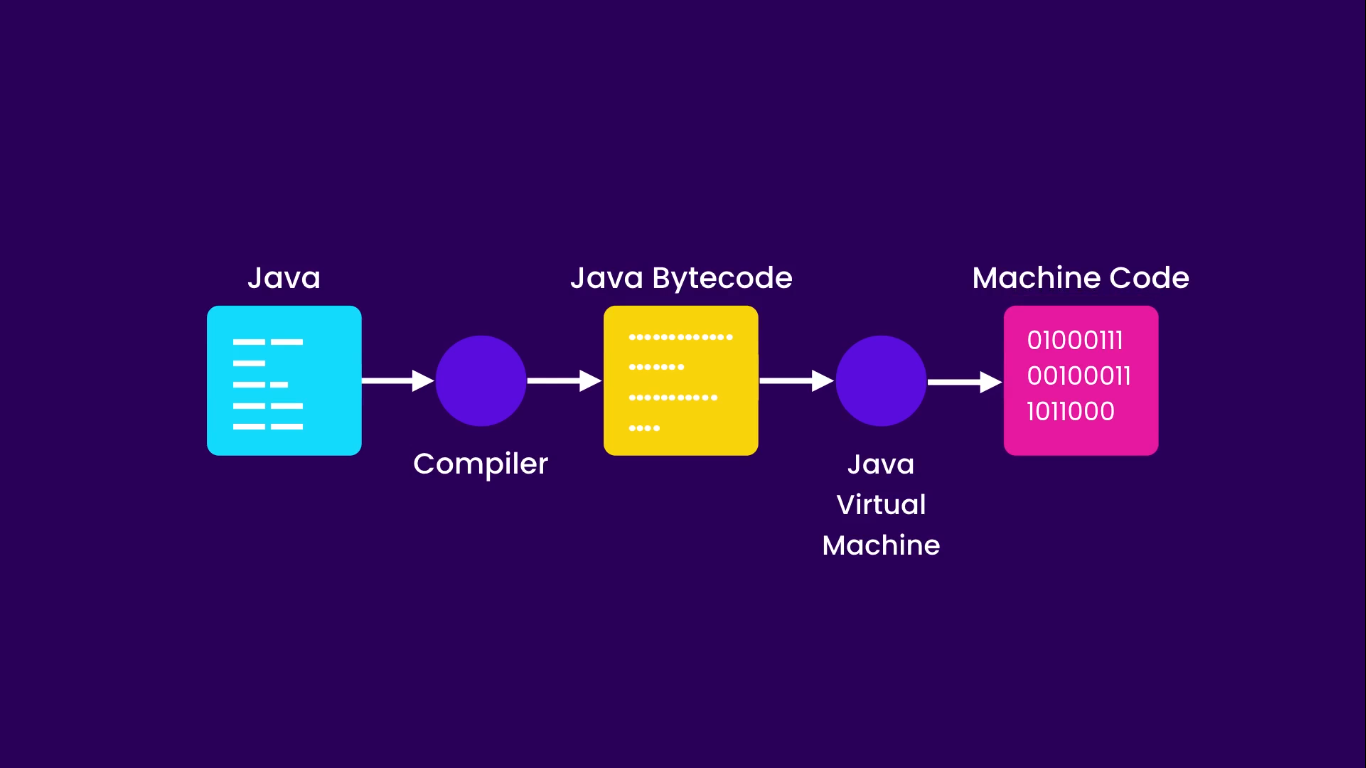 Java
Java Bytecode
Machine Code
01000111
00100011
1011000
Compiler
Java
Virtual
Machine